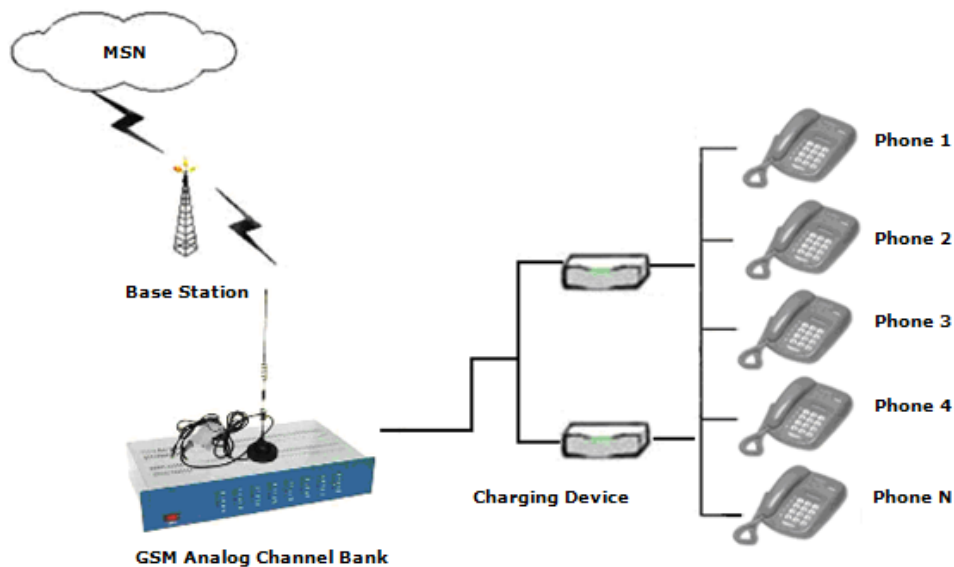 MSN
Base Station
GSM Analog Channel Bank
Charging Device
Phone 1
Phone 2
Phone 3
Phone 4
Phone N